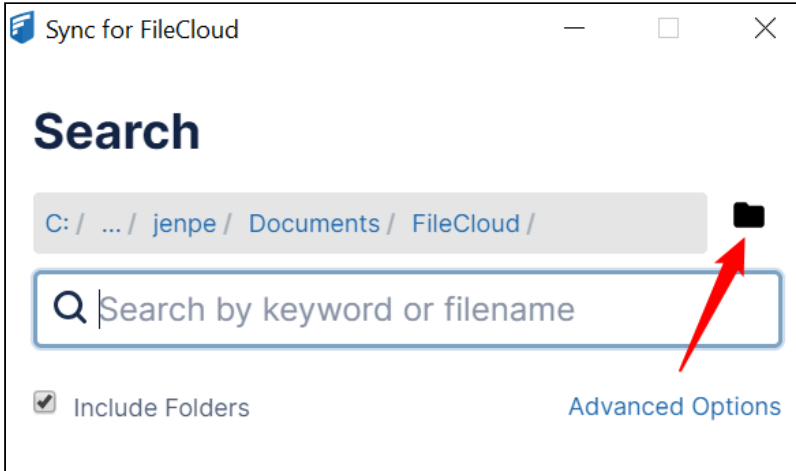 Sync for FileCloud
Search
C: / ... / jenpe / Documents / FileCloud /
Search by keyword or filename
Include Folders
Advanced Options